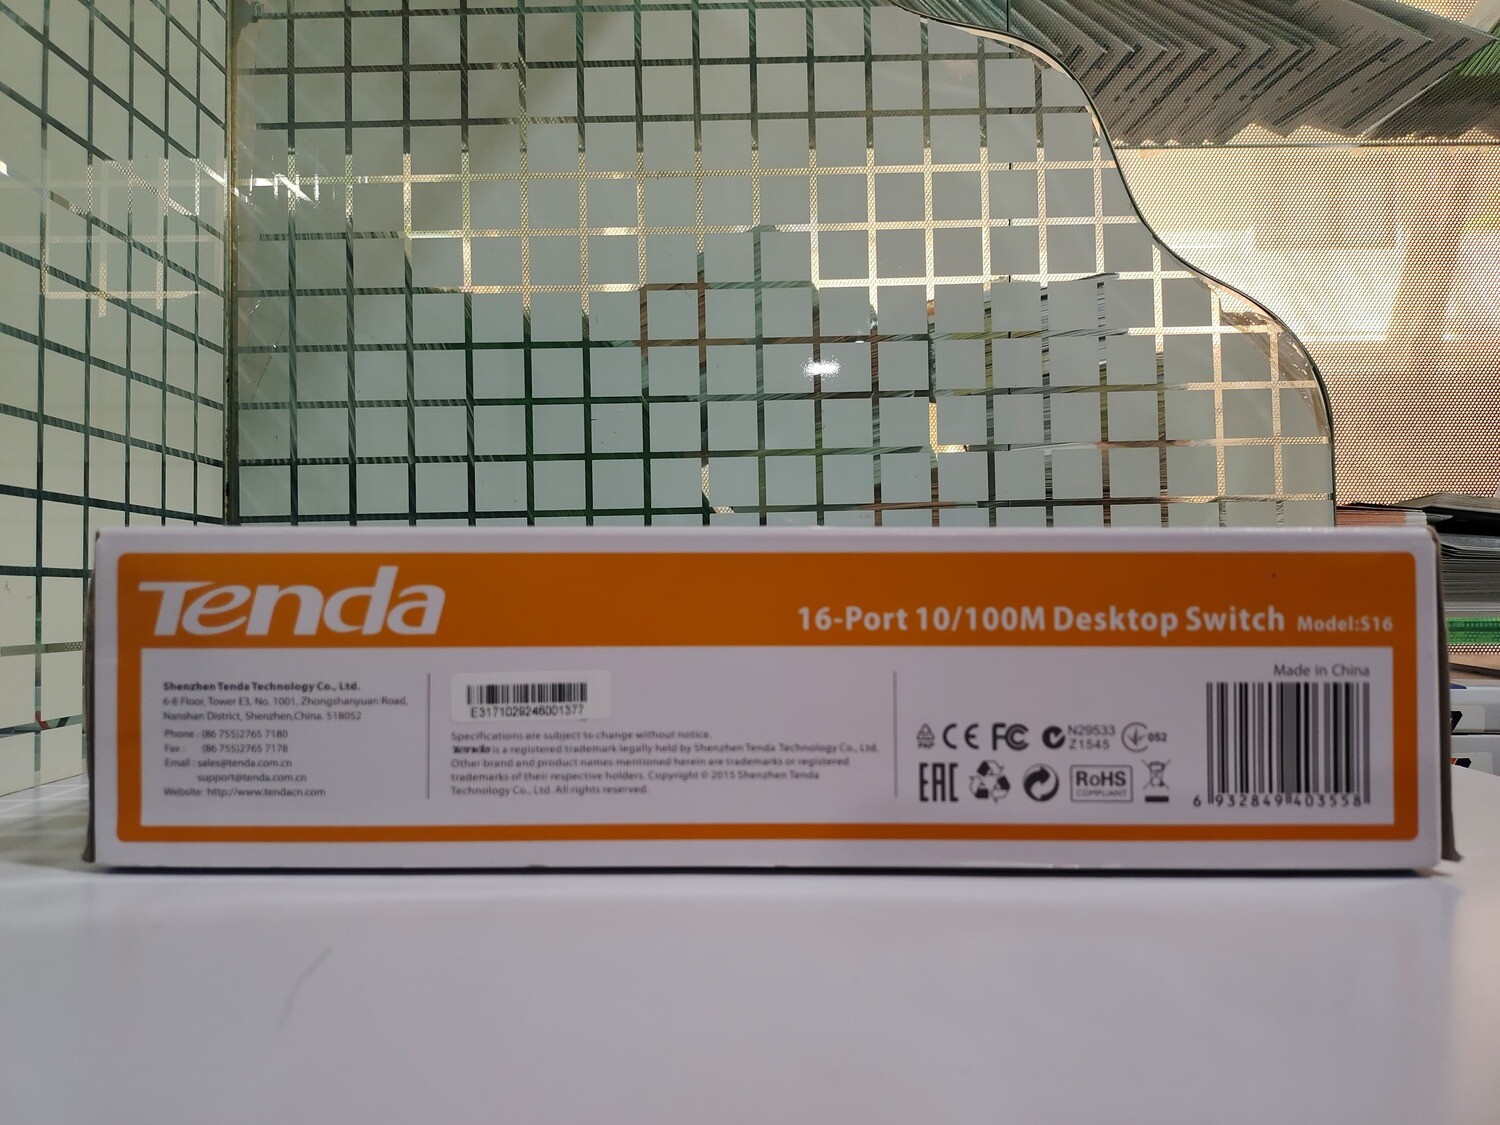 Tenda
16-Port 10/100M Desktop Switch Model:S16
Shenzhen Tenda Technology Co., Ltd.
6-8 Floor, Tower E3, No. 1001, Zhongshanyuan Road,
Nanshan District, Shenzhen,China. 518052
Phone : (86 755)2765 7180
Fax : (86 755)2765 7178
Email : sales@tenda.com.cn
support@tenda.com.cn
Website: http://www.tendacn.com
E3171029246001377
Specifications are subject to change without notice.
Tenda is a registered trademark legally held by Shenzhen Tenda Technology Co., Ltd.
Other brand and product names mentioned herein are trademarks or registered
trademarks of their respective holders. Copyright © 2015 Shenzhen Tenda
Technology Co., Ltd. All rights reserved.
PAP CE FC N29533
Z1545 052
EAC RoHS
COMPLIANT
Made in China
6 932849 403558